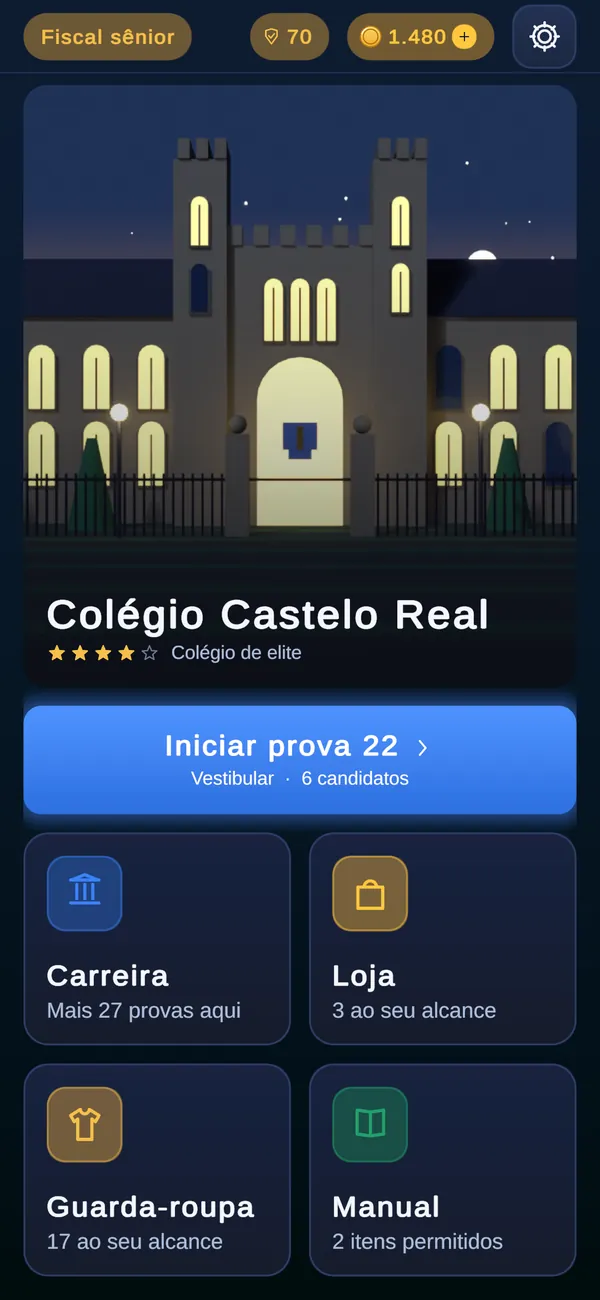 Fiscal sênior
70
1.480 +
Colégio Castelo Real
Colégio de elite
Iniciar prova 22
Vestibular · 6 candidatos
Carreira
Mais 27 provas aqui
Loja
3 ao seu alcance
Guarda-roupa
17 ao seu alcance
Manual
2 itens permitidos